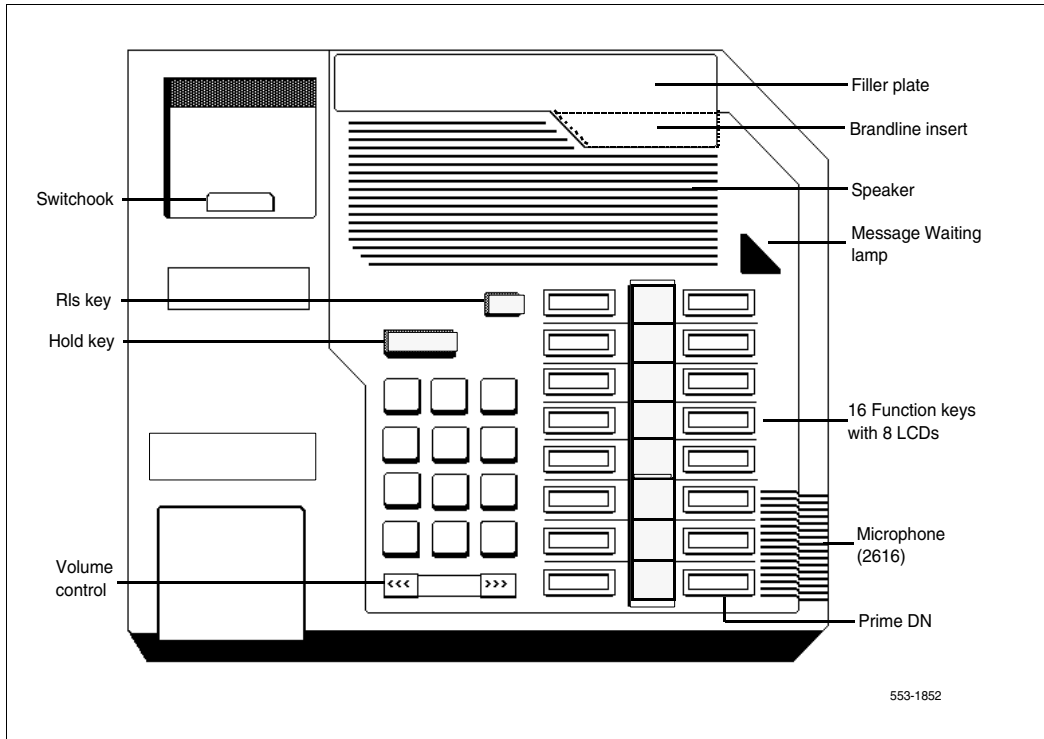 Filler plate
Brandline insert
Switchook
Speaker
Message Waiting
lamp
Rls key
Hold key
16 Function keys
with 8 LCDs
Microphone
(2616)
Volume
control
<<<
>>>
Prime DN
553-1852